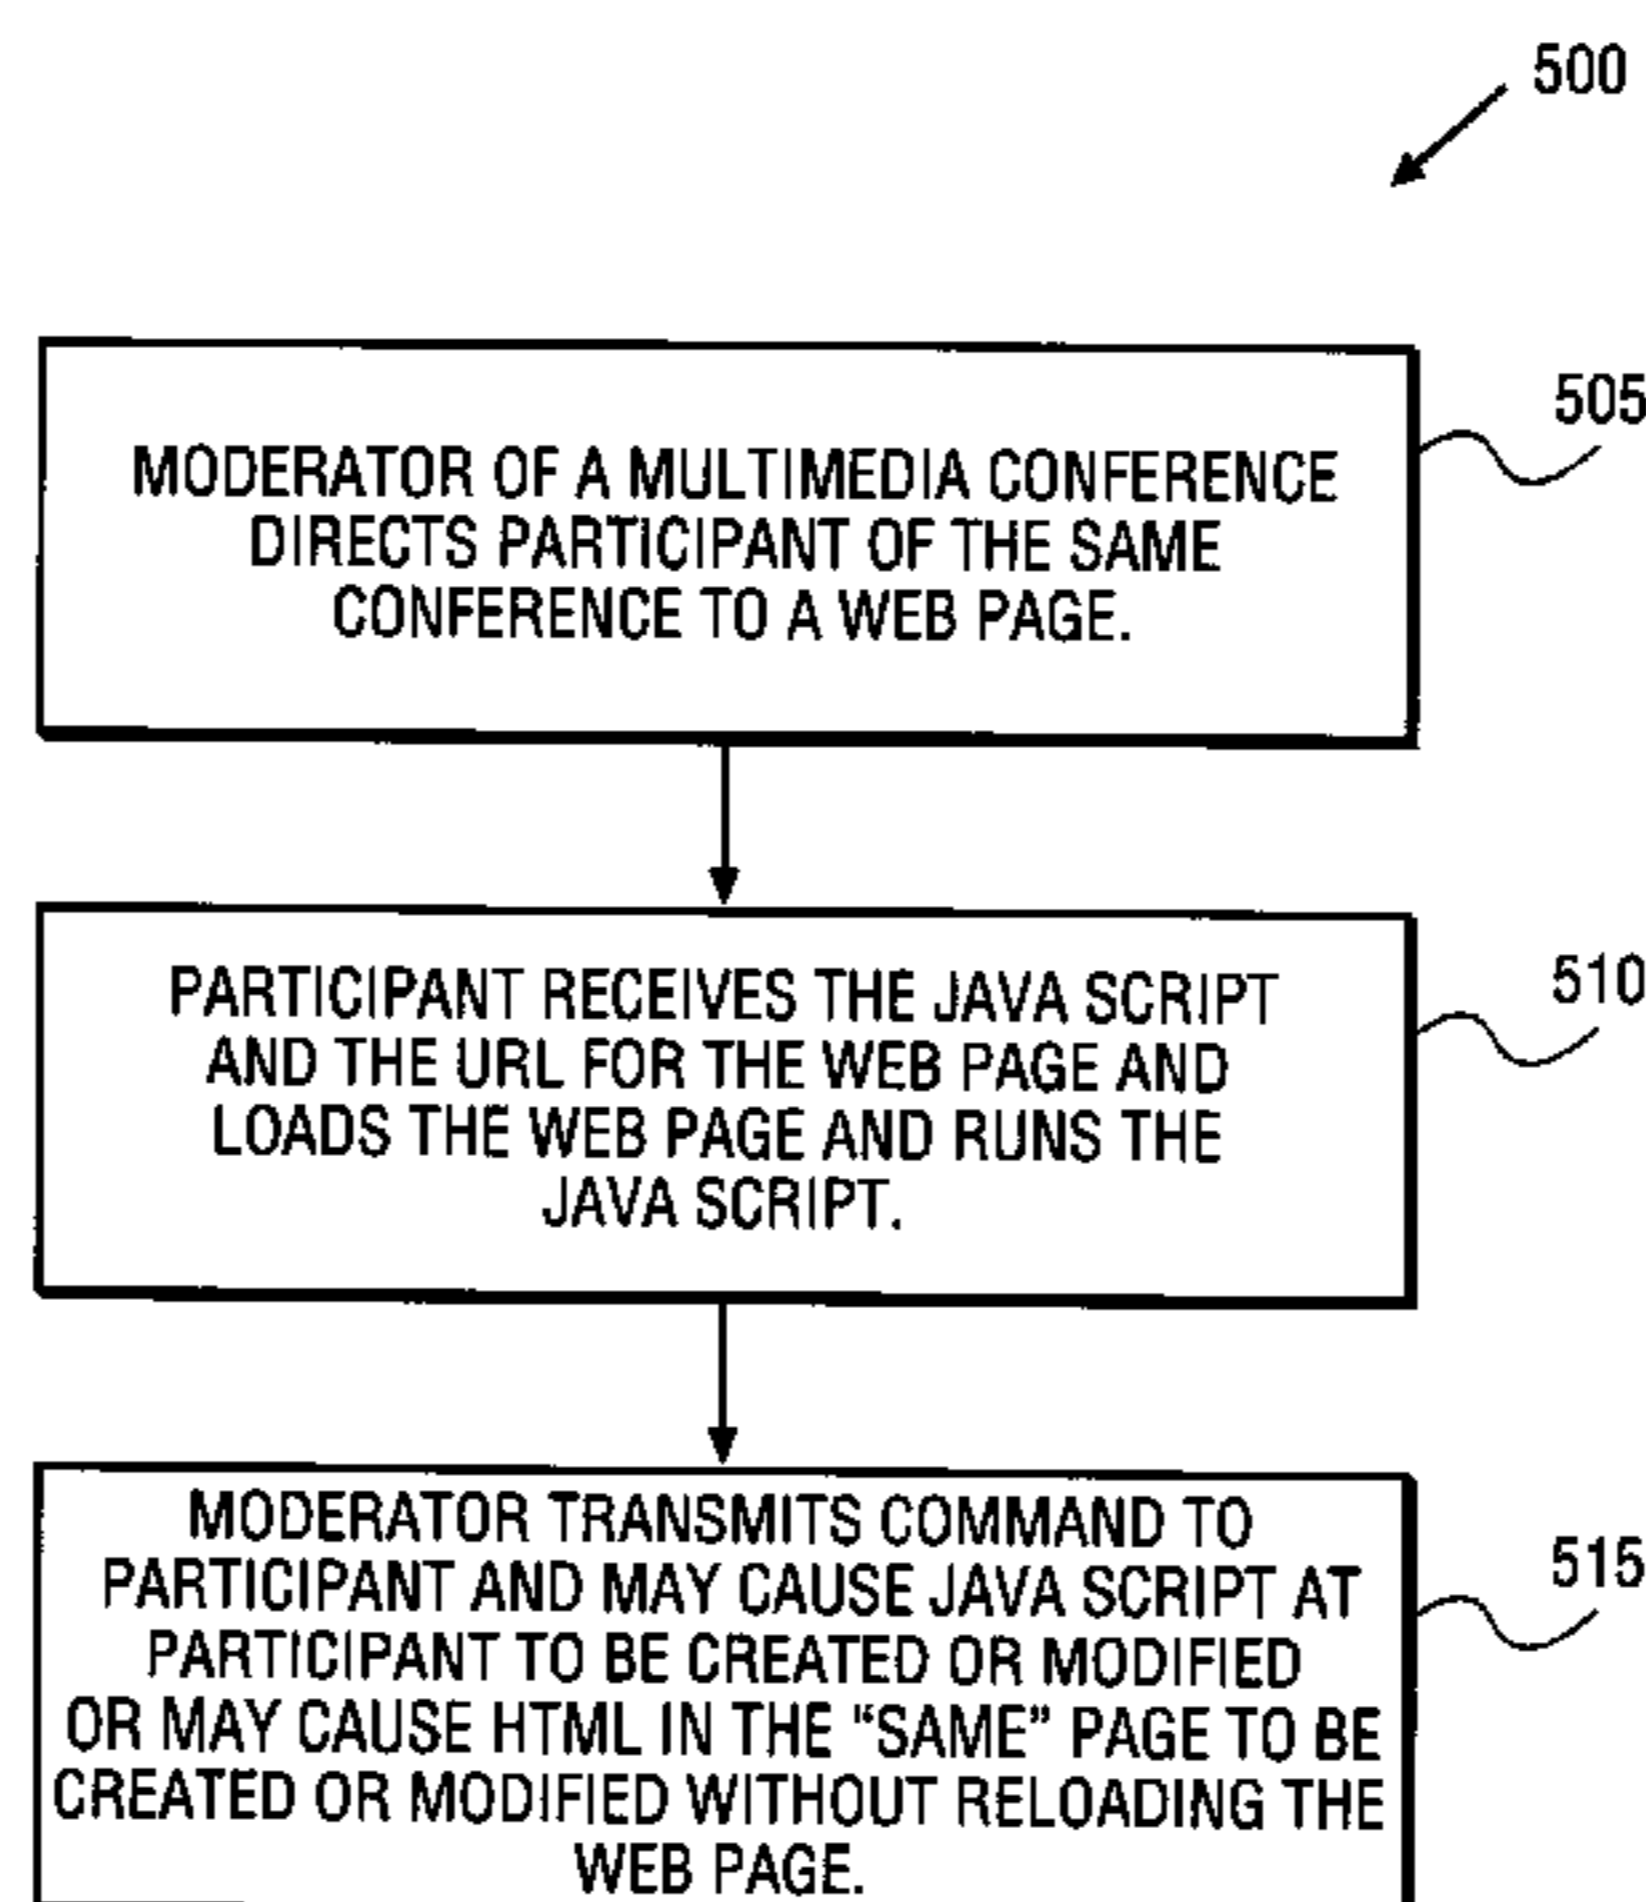 500
505
MODERATOR OF A MULTIMEDIA CONFERENCE
DIRECTS PARTICIPANT OF THE SAME
CONFERENCE TO A WEB PAGE.
510
PARTICIPANT RECEIVES THE JAVA SCRIPT
AND THE URL FOR THE WEB PAGE AND
LOADS THE WEB PAGE AND RUNS THE
JAVA SCRIPT.
515
MODERATOR TRANSMITS COMMAND TO
PARTICIPANT AND MAY CAUSE JAVA SCRIPT AT
PARTICIPANT TO BE CREATED OR MODIFIED
OR MAY CAUSE HTML IN THE “SAME” PAGE TO BE
CREATED OR MODIFIED WITHOUT RELOADING THE
WEB PAGE.